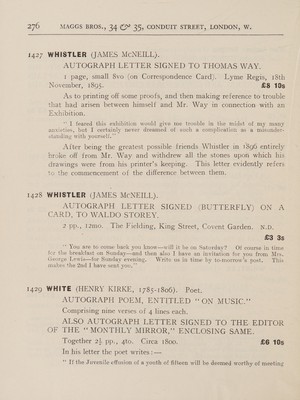 276 MAGGS BROS., 34 & 35, CONDUIT STREET, LONDON, W.
1427 WHISTLER (JAMES McNEILL).
AUTOGRAPH LETTER SIGNED TO THOMAS WAY.
1 page, small 8vo (on Correspondence Card). Lyme Regis, 18th
November, 1895. £8 10s
As to printing off some proofs, and then making reference to trouble
that had arisen between himself and Mr. Way in connection with an
Exhibition.
" I feared this exhibition would give me trouble in the midst of my many
anxieties, but I certainly never dreamed of such a complication as a misunder-
standing with yourself."
After being the greatest possible friends Whistler in 1896 entirely
broke off from Mr. Way and withdrew all the stones upon which his
drawings were from his printer's keeping. This letter evidently refers
to the commencement of the difference between them.
1428 WHISTLER (JAMES McNEILL).
AUTOGRAPH LETTER SIGNED (BUTTERFLY) ON A
CARD, TO WALDO STOREY.
2 pp., 12mo. The Fielding, King Street, Covent Garden. N.D.
£3 3s
" You are to come back you know—will it be on Saturday? Of course in time
for the breakfast on Sunday—and then also I have an invitation for you from Mrs.
George Lewis—for Sunday evening. Write us in time by to-morrow's post. This
makes the 2nd I have sent you."
1429 WHITE (HENRY KIRKE, 1785-1806). Poet.
AUTOGRAPH POEM, ENTITLED " ON MUSIC."
Comprising nine verses of 4 lines each.
ALSO AUTOGRAPH LETTER SIGNED TO THE EDITOR
OF THE " MONTHLY MIRROR," ENCLOSING SAME.
Together 2½ pp., 4to. Circa 1800. £6 10s
In his letter the poet writes:—
" If the Juvenile effusion of a youth of fifteen will be deemed worthy of meeting